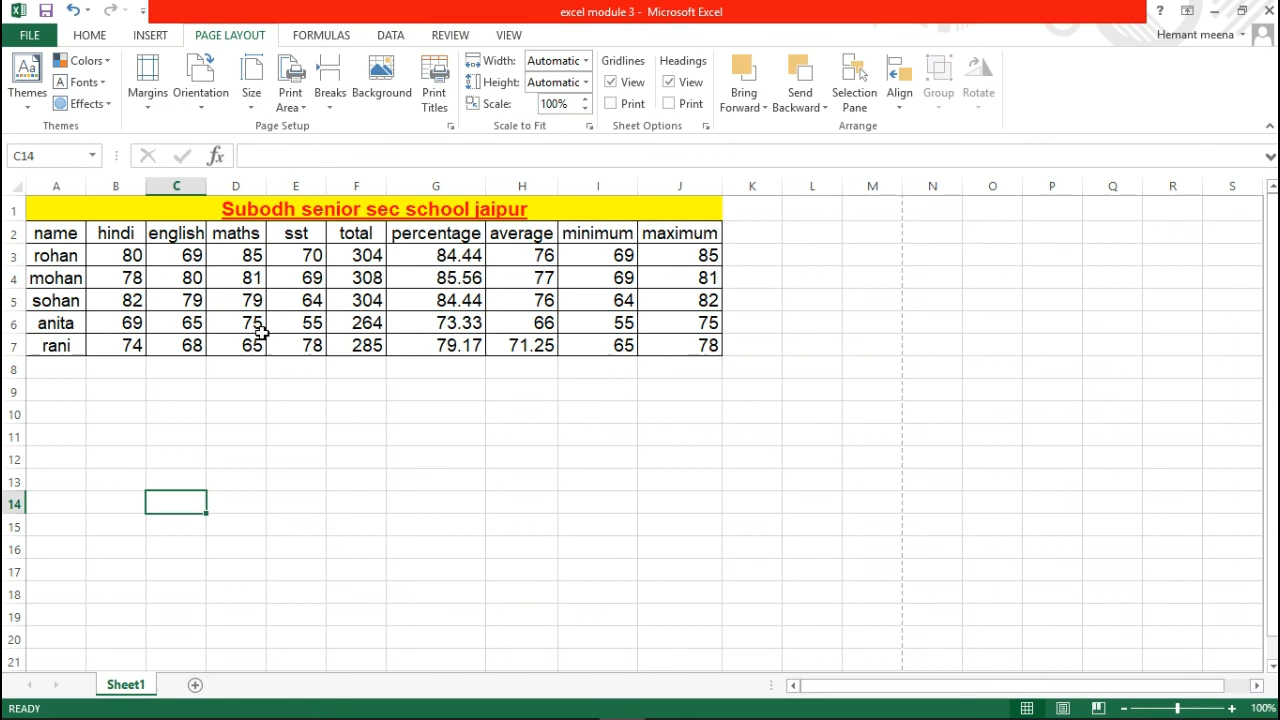 excel module 3 - Microsoft Excel
FILE HOME INSERT PAGE LAYOUT FORMULAS DATA REVIEW VIEW Hemant meena
Themes Colors Fonts Effects Margins Orientation Size Print Area Breaks Background Print Titles Width: Automatic Height: Automatic Scale: 100% Gridlines View Print Headings View Print Bring Forward Send Backward Selection Pane Align Group Rotate
Themes Page Setup Scale to Fit Sheet Options Arrange
C14 fx
A B C D E F G H I J K L M N O P Q R S
1 Subodh senior sec school jaipur
2 name hindi english maths sst total percentage average minimum maximum
3 rohan 80 69 85 70 304 84.44 76 69 85
4 mohan 78 80 81 69 308 85.56 77 69 81
5 sohan 82 79 79 64 304 84.44 76 64 82
6 anita 69 65 75 55 264 73.33 66 55 75
7 rani 74 68 65 78 285 79.17 71.25 65 78
8
9
10
11
12
13
14
15
16
17
18
19
20
21
Sheet1
READY 100%